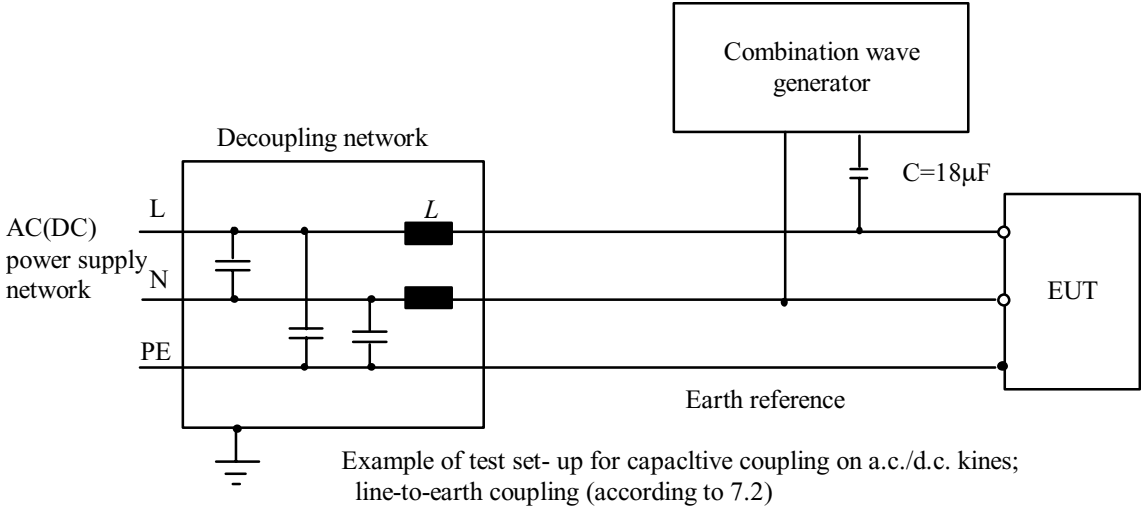 Combination wave
generator
Decoupling network
C=18μF
L
L
AC(DC)
power supply
network
N
EUT
PE
Earth reference
Example of test set- up for capacltive coupling on a.c./d.c. kines;
line-to-earth coupling (according to 7.2)